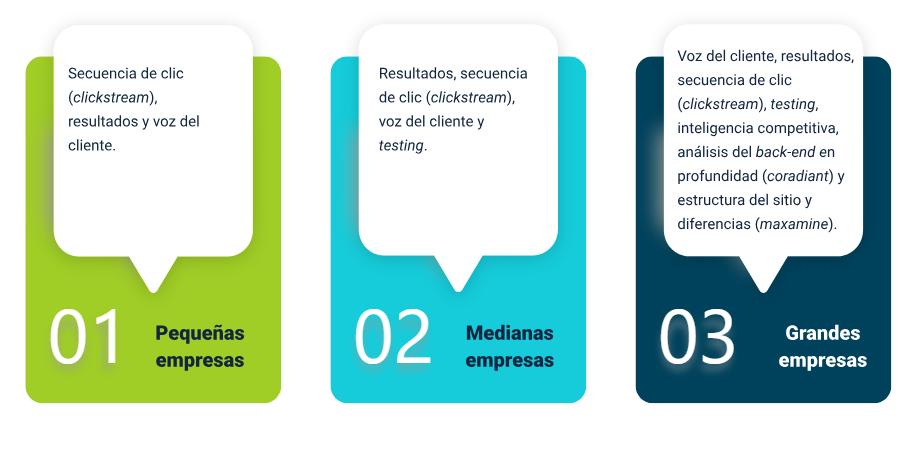 Secuencia de clic
(clickstream),
resultados y voz del
cliente.
01
Pequeñas
empresas
Resultados, secuencia
de clic (clickstream),
voz del cliente y
testing.
02
Medianas
empresas
Voz del cliente, resultados,
secuencia de clic
(clickstream), testing,
inteligencia competitiva,
análisis del back-end en
profundidad (coradiant) y
estructura del sitio y
diferencias (maxamine).
03
Grandes
empresas